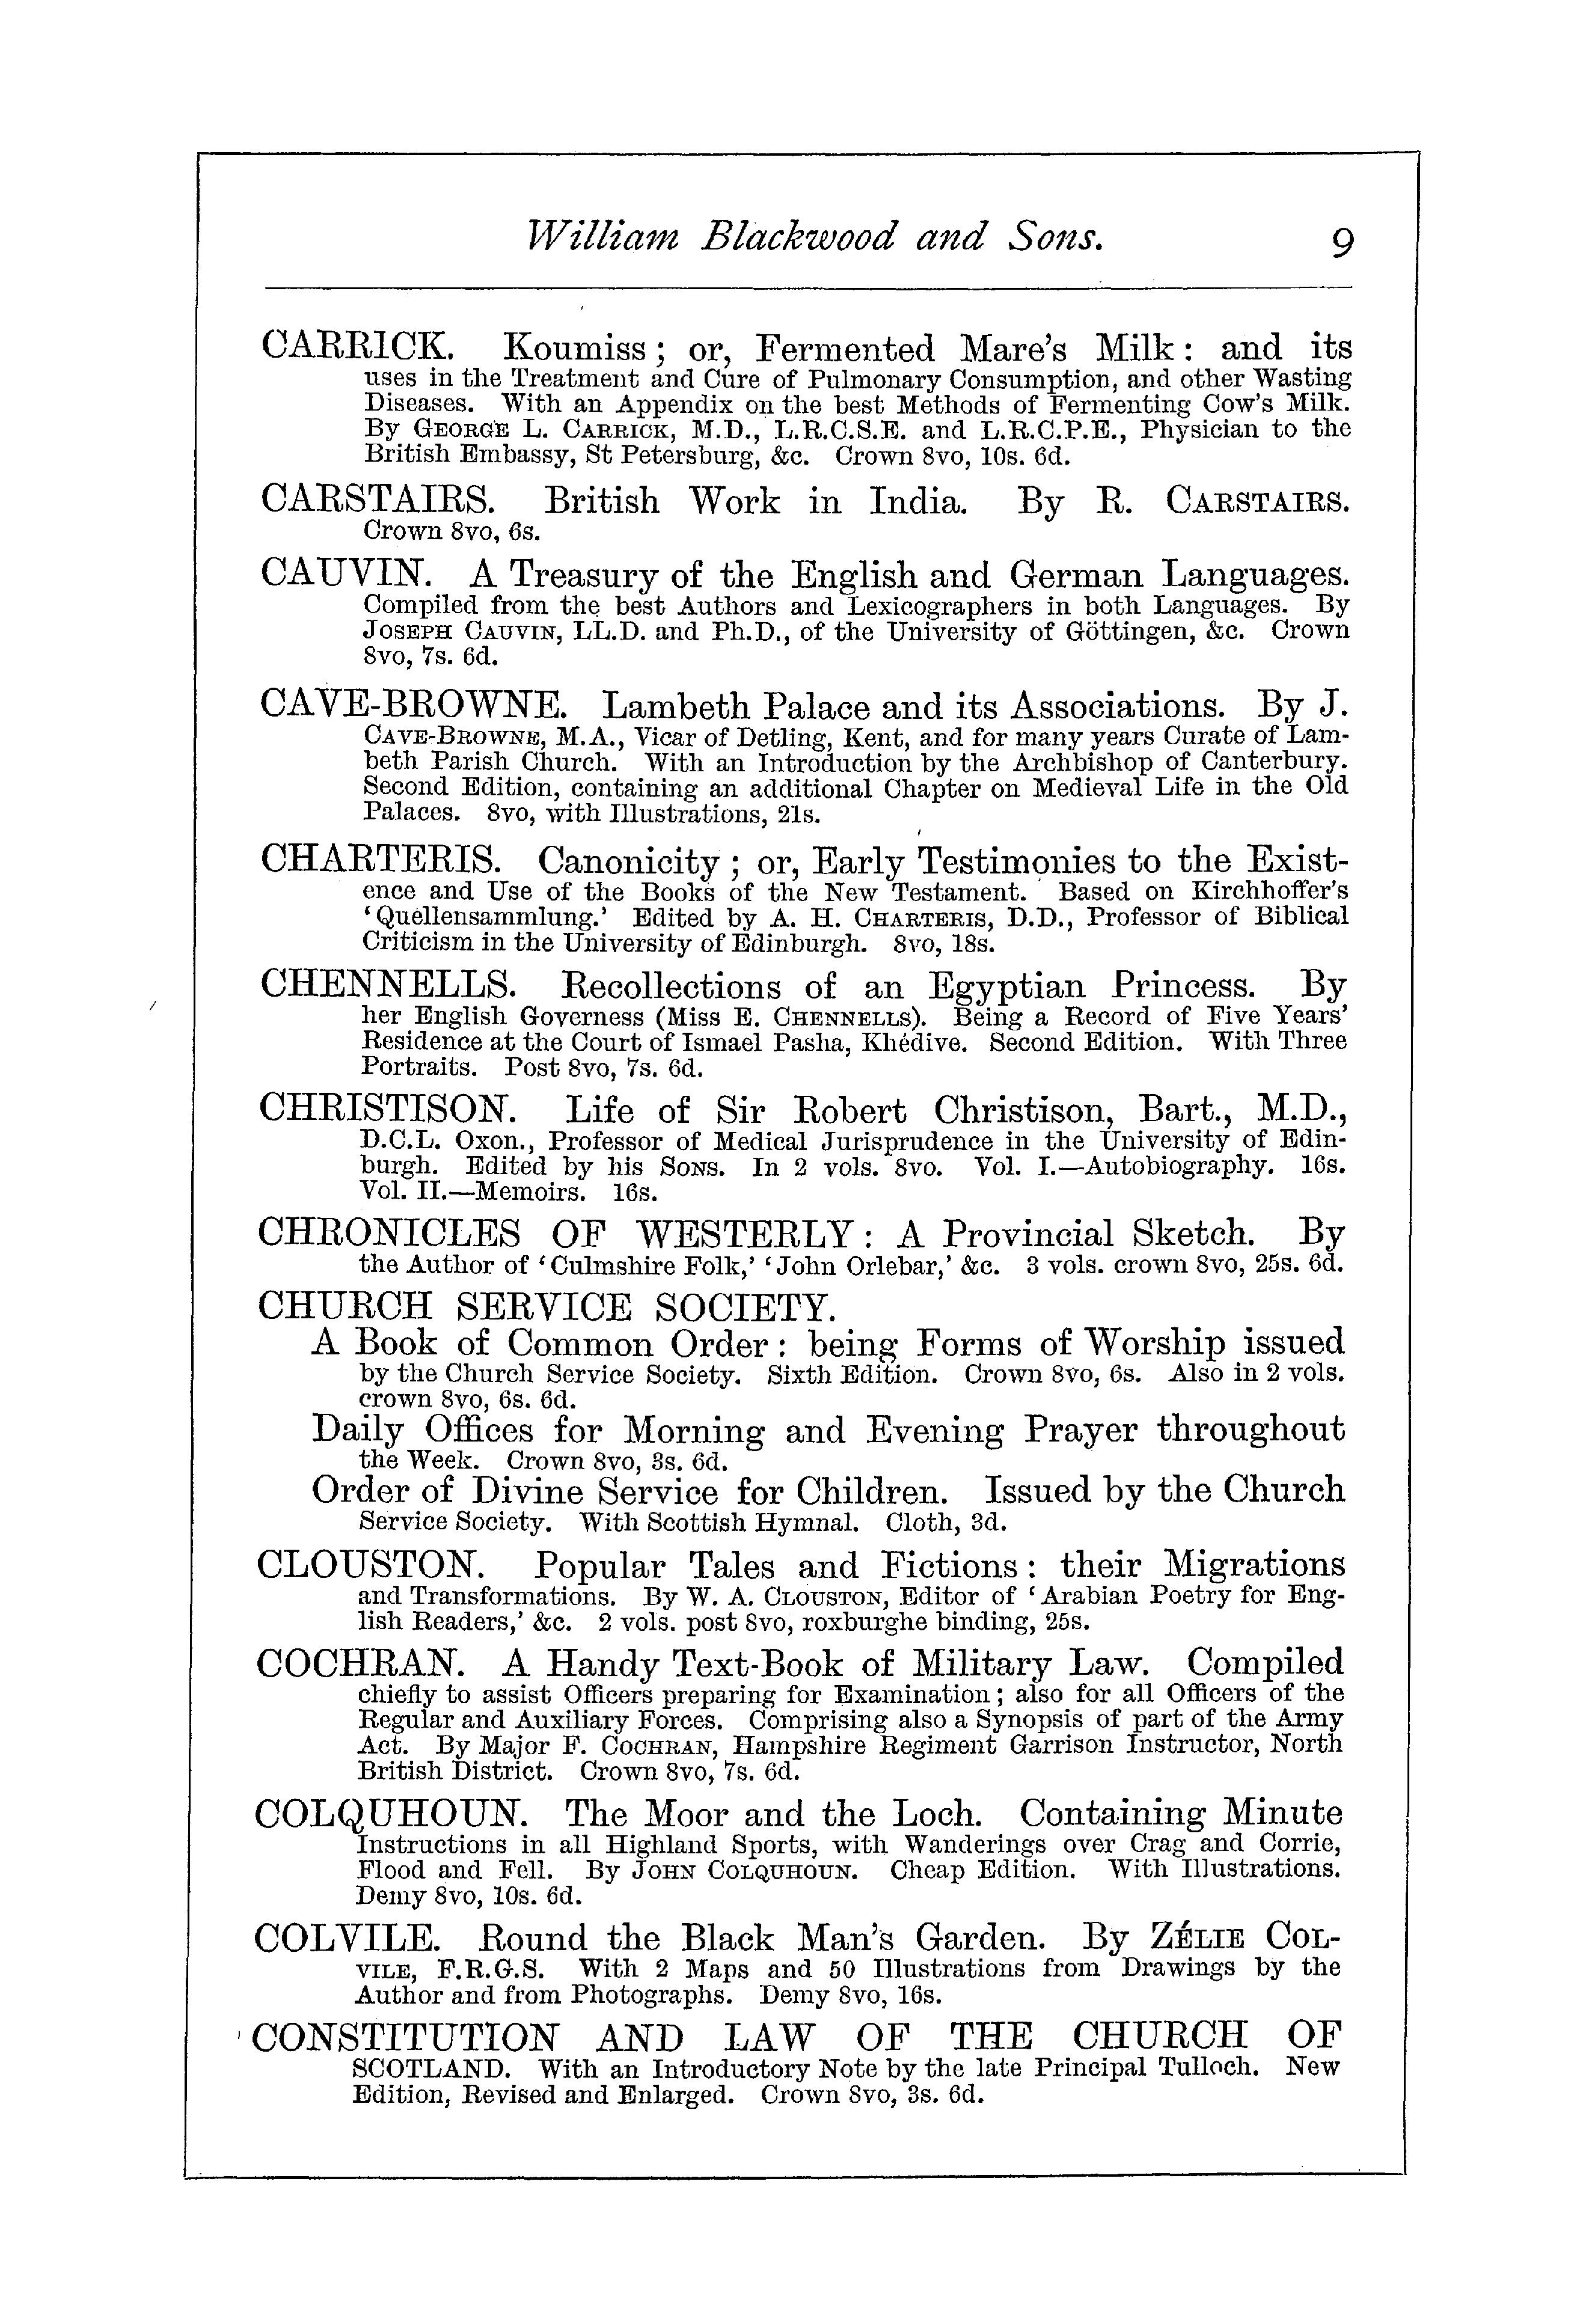 William Blackwood and Sons. 9
CARRICK. Koumiss; or, Fermented Mare's Milk: and its
uses in the Treatment and Cure of Pulmonary Consumption, and other Wasting
Diseases. With an Appendix on the best Methods of Fermenting Cow's Milk.
By GEORGE L. CARRICK, M.D., L.R.C.S.E. and L.R.C.P.E., Physician to the
British Embassy, St Petersburg, &c. Crown 8vo, 10s. 6d.
CARSTAIRS. British Work in India. By R. CARSTAIRS.
Crown 8vo, 6s.
CAUVIN. A Treasury of the English and German Languages.
Compiled from the best Authors and Lexicographers in both Languages. By
JOSEPH CAUVIN, LL.D. and Ph.D., of the University of Göttingen, &c. Crown
8vo, 7s. 6d.
CAVE-BROWNE. Lambeth Palace and its Associations. By J.
CAVE-BROWNE, M.A., Vicar of Detling, Kent, and for many years Curate of Lam-
beth Parish Church. With an Introduction by the Archbishop of Canterbury.
Second Edition, containing an additional Chapter on Medieval Life in the Old
Palaces. 8vo, with Illustrations, 21s.
CHARTERIS. Canonicity; or, Early Testimonies to the Exist-
ence and Use of the Books of the New Testament. Based on Kirchhoffer's
'Quellensammlung.' Edited by A. H. CHARTERIS, D.D., Professor of Biblical
Criticism in the University of Edinburgh. 8vo, 18s.
CHENNELLS. Recollections of an Egyptian Princess. By
her English Governess (Miss E. CHENNELLS). Being a Record of Five Years'
Residence at the Court of Ismael Pasha, Khédive. Second Edition. With Three
Portraits. Post 8vo, 7s. 6d.
CHRISTISON. Life of Sir Robert Christison, Bart., M.D.,
D.C.L. Oxon., Professor of Medical Jurisprudence in the University of Edin-
burgh. Edited by his SONS. In 2 vols. 8vo. Vol. I.—Autobiography. 16s.
Vol. II.—Memoirs. 16s.
CHRONICLES OF WESTERLY: A Provincial Sketch. By
the Author of 'Culmshire Folk,' 'John Orlebar,' &c. 3 vols. crown 8vo, 25s. 6d.
CHURCH SERVICE SOCIETY.
A Book of Common Order: being Forms of Worship issued
by the Church Service Society. Sixth Edition. Crown 8vo, 6s. Also in 2 vols.
crown 8vo, 6s. 6d.
Daily Offices for Morning and Evening Prayer throughout
the Week. Crown 8vo, 3s. 6d.
Order of Divine Service for Children. Issued by the Church
Service Society. With Scottish Hymnal. Cloth, 3d.
CLOUSTON. Popular Tales and Fictions: their Migrations
and Transformations. By W. A. CLOUSTON, Editor of 'Arabian Poetry for Eng-
lish Readers,' &c. 2 vols. post 8vo, roxburghe binding, 25s.
COCHRAN. A Handy Text-Book of Military Law. Compiled
chiefly to assist Officers preparing for Examination; also for all Officers of the
Regular and Auxiliary Forces. Comprising also a Synopsis of part of the Army
Act. By Major F. COCHRAN, Hampshire Regiment Garrison Instructor, North
British District. Crown 8vo, 7s. 6d.
COLQUHOUN. The Moor and the Loch. Containing Minute
Instructions in all Highland Sports, with Wanderings over Crag and Corrie,
Flood and Fell. By JOHN COLQUHOUN. Cheap Edition. With Illustrations.
Demy 8vo, 10s. 6d.
COLVILE. Round the Black Man's Garden. By ZÉLIE COL-
VILE, F.R.G.S. With 2 Maps and 50 Illustrations from Drawings by the
Author and from Photographs. Demy 8vo, 16s.
CONSTITUTION AND LAW OF THE CHURCH OF
SCOTLAND. With an Introductory Note by the late Principal Tulloch. New
Edition, Revised and Enlarged. Crown 8vo, 3s. 6d.